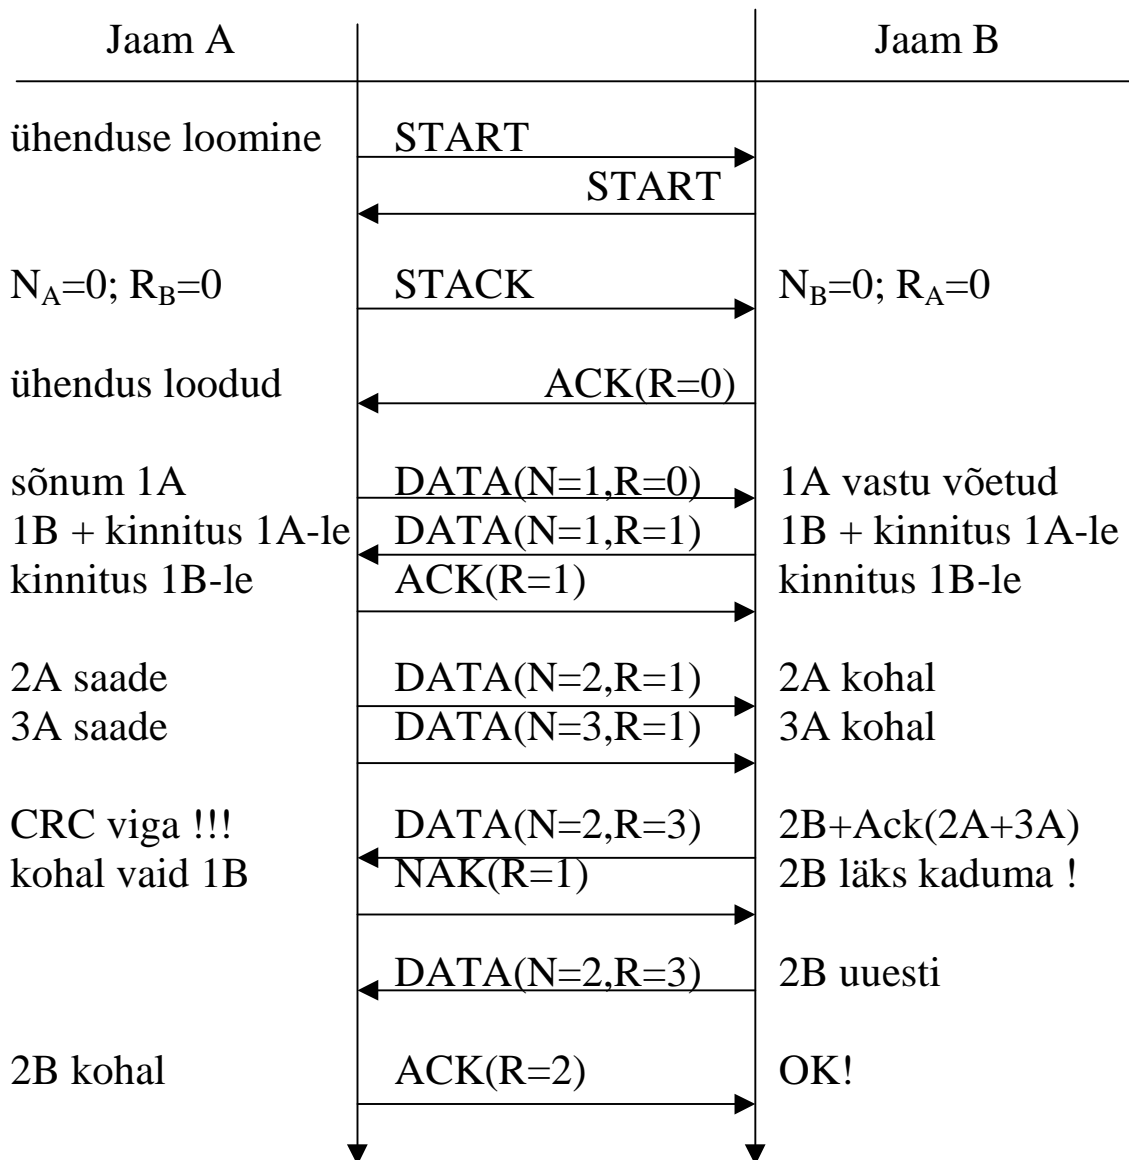 Jaam A Jaam B
ühenduse loomine START
START
N_A=0; R_B=0 STACK N_B=0; R_A=0
ühendus loodud ACK(R=0)
sõnum 1A DATA(N=1,R=0) 1A vastu võetud
1B + kinnitus 1A-le DATA(N=1,R=1) 1B + kinnitus 1A-le
kinnitus 1B-le ACK(R=1) kinnitus 1B-le
2A saade DATA(N=2,R=1) 2A kohal
3A saade DATA(N=3,R=1) 3A kohal
CRC viga !!! DATA(N=2,R=3) 2B+Ack(2A+3A)
kohal vaid 1B NAK(R=1) 2B läks kaduma !
DATA(N=2,R=3) 2B uuesti
2B kohal ACK(R=2) OK!